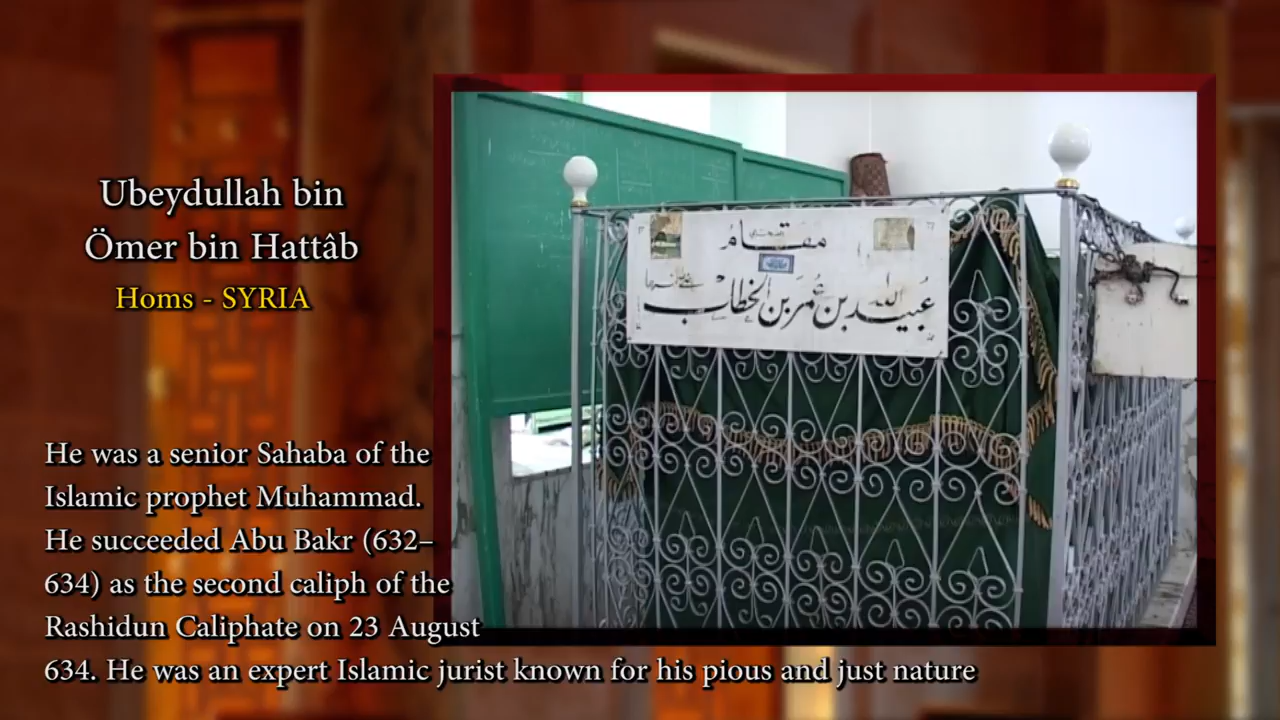 Ubeydullah bin
Ömer bin Hattâb
Homs - SYRIA
مقام
عبيد الله بن عمر بن الخطاب
He was a senior Sahaba of the
Islamic prophet Muhammad.
He succeeded Abu Bakr (632–
634) as the second caliph of the
Rashidun Caliphate on 23 August
634. He was an expert Islamic jurist known for his pious and just nature